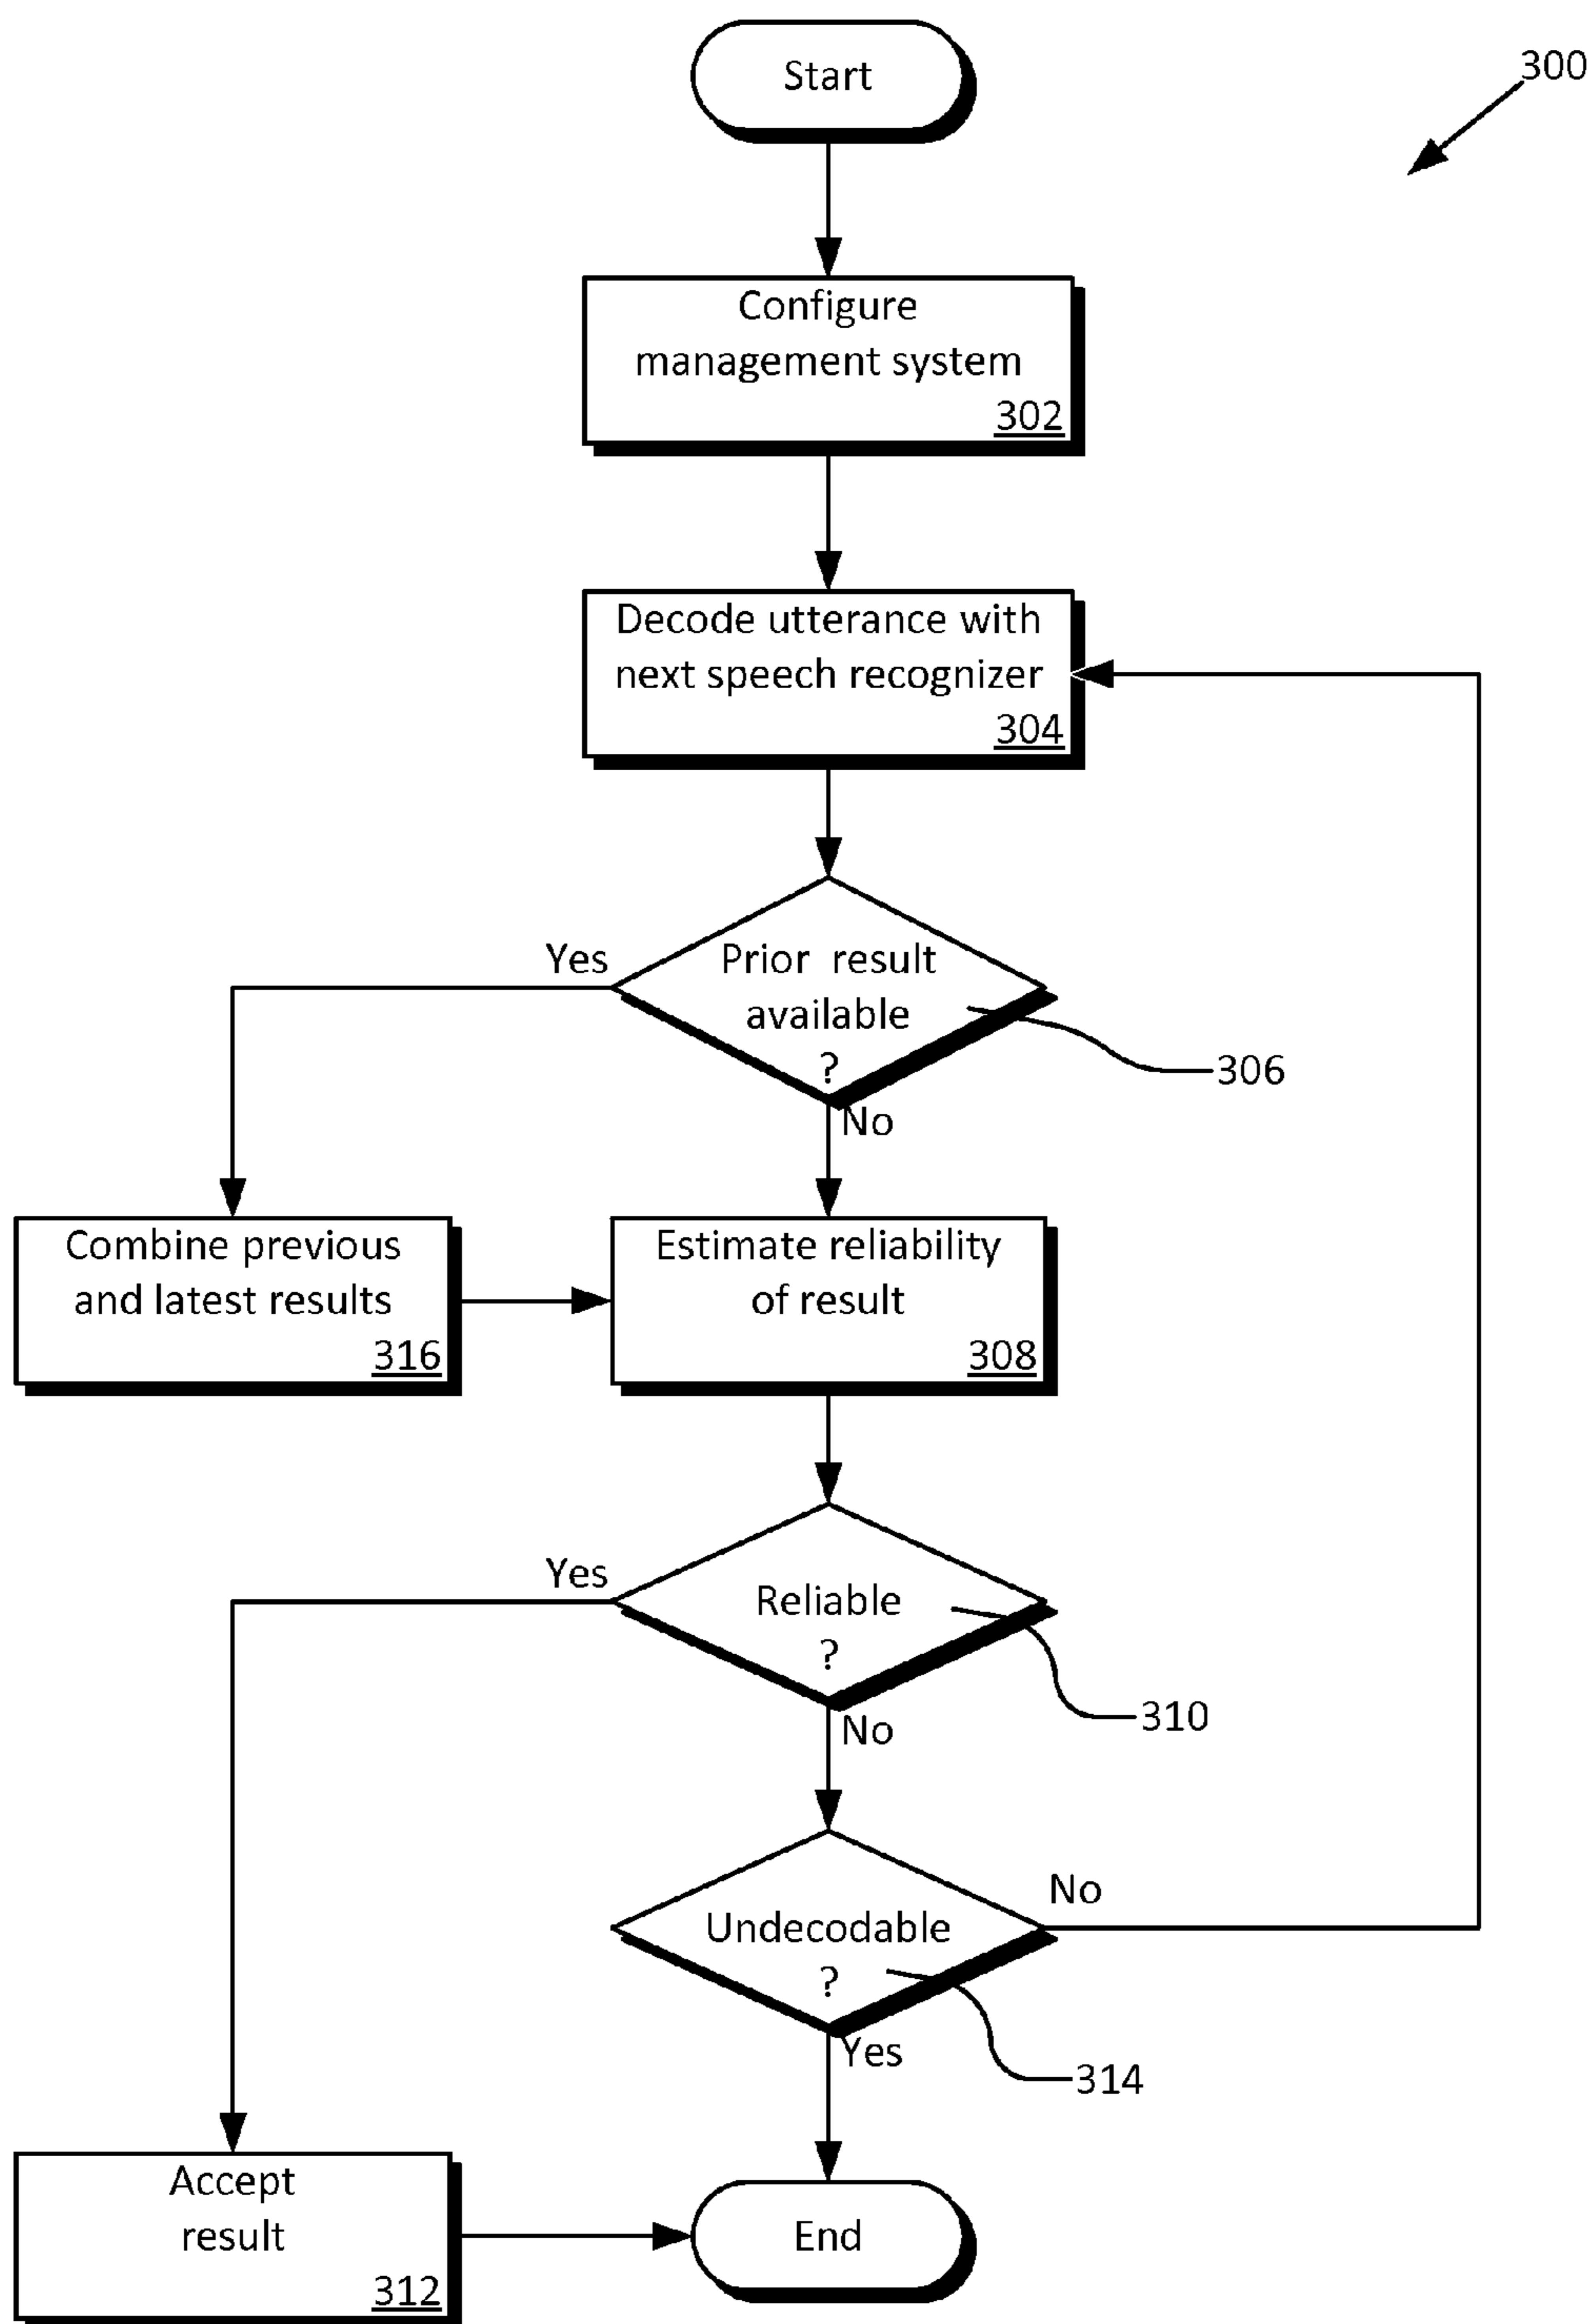 Start
300
Configure
management system
302
Decode utterance with
next speech recognizer
304
Yes
Prior result
available
?
306
No
Combine previous
and latest results
316
Estimate reliability
of result
308
Yes
Reliable
?
310
No
Undecodable
?
No
314
Yes
Accept
result
312
End